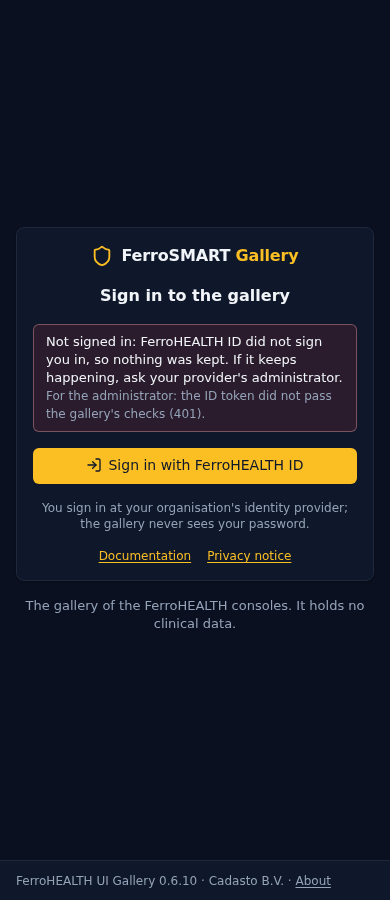 FerroSMART Gallery
Sign in to the gallery
Not signed in: FerroHEALTH ID did not sign
you in, so nothing was kept. If it keeps
happening, ask your provider's administrator.
For the administrator: the ID token did not pass
the gallery's checks (401).
Sign in with FerroHEALTH ID
You sign in at your organisation's identity provider;
the gallery never sees your password.
Documentation Privacy notice
The gallery of the FerroHEALTH consoles. It holds no
clinical data.
FerroHEALTH UI Gallery 0.6.10 · Cadasto B.V. · About